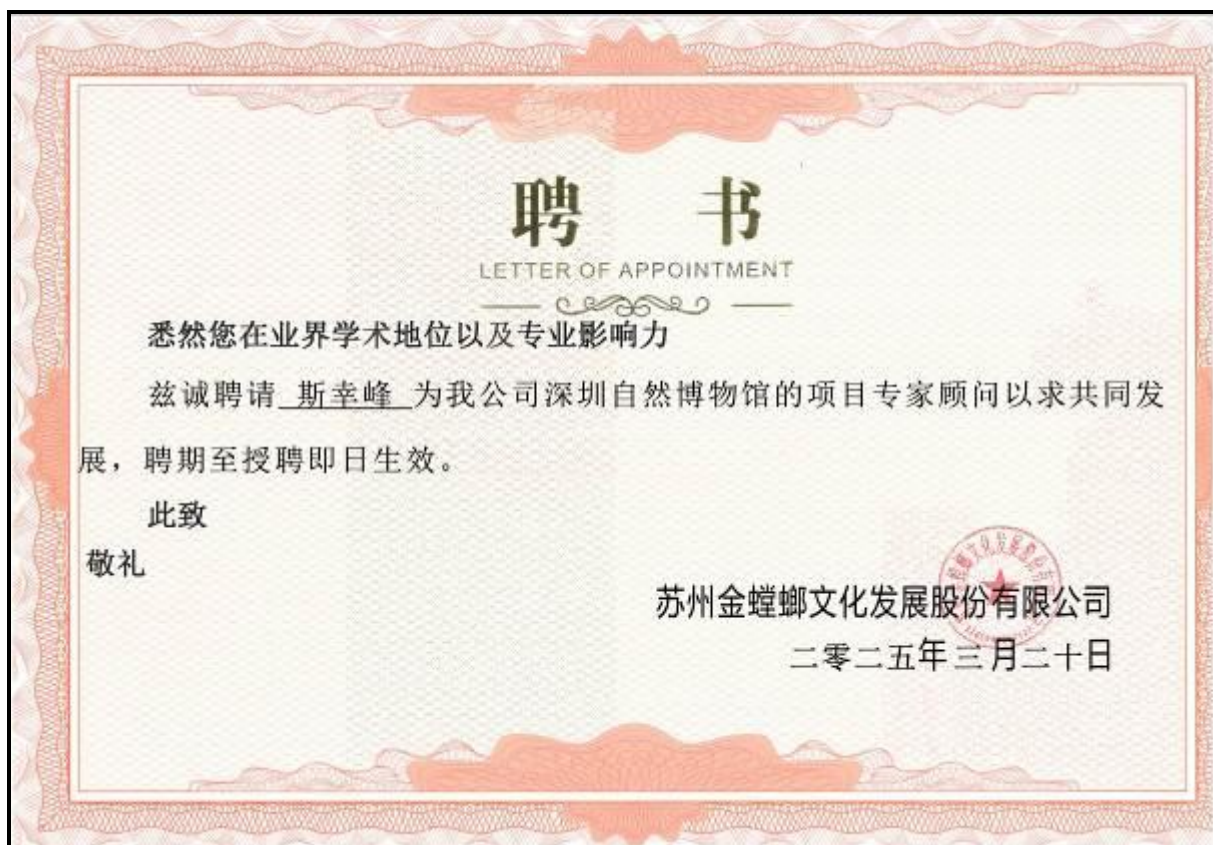 聘 书
LETTER OF APPOINTMENT
悉然您在业界学术地位以及专业影响力
兹诚聘请 斯幸峰 为我公司深圳自然博物馆的项目专家顾问以求共同发
展，聘期至授聘即日生效。
此致
敬礼
苏州金螳螂文化发展股份有限公司
二零二五年三月二十日